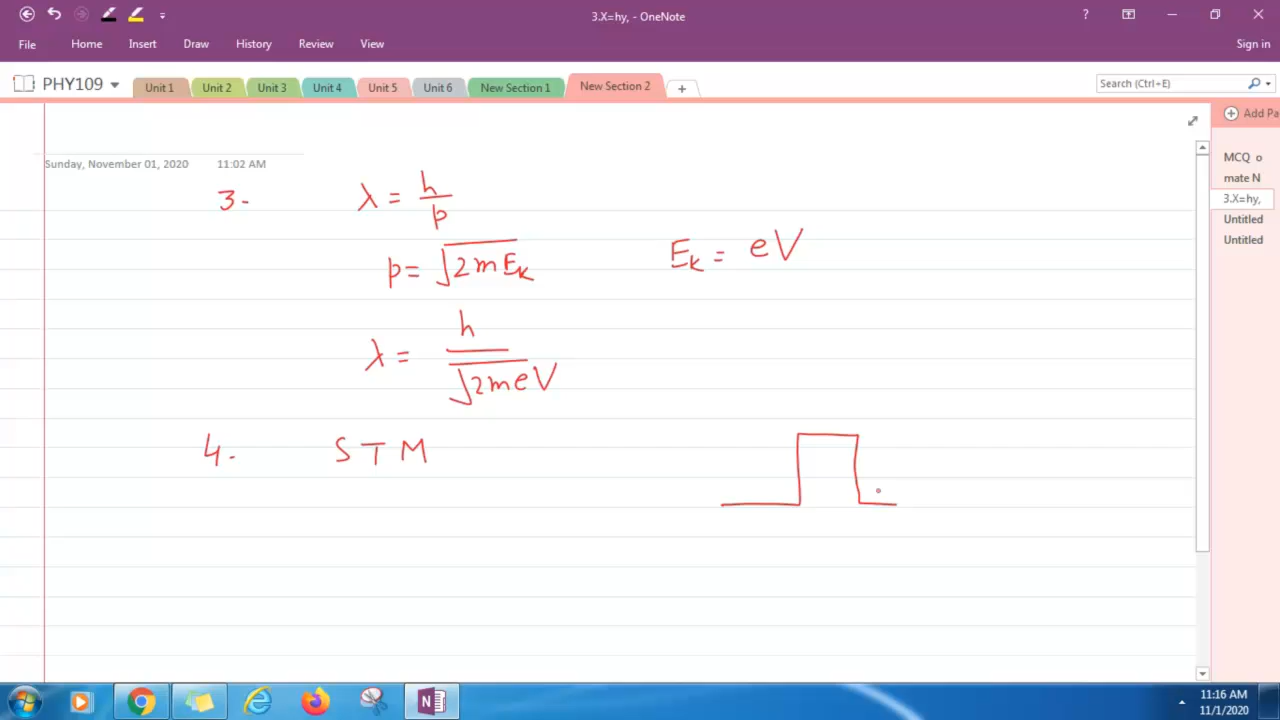 3.X=hy, - OneNote
?
Sign in
File Home Insert Draw History Review View
PHY109 Unit 1 Unit 2 Unit 3 Unit 4 Unit 5 Unit 6 New Section 1 New Section 2 +
Search (Ctrl+E)
Add Pa
MCQ o
mate N
3.X=hy,
Untitled
Untitled
Sunday, November 01, 2020 11:02 AM
3. λ = h/p
p = √2mEk Ek = eV
λ = h/√2meV
4. STM
11:16 AM
11/1/2020